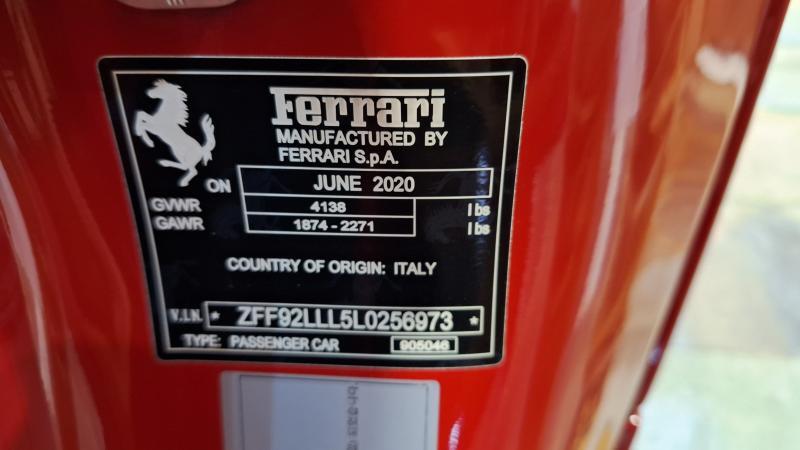 Ferrari
MANUFACTURED BY
FERRARI S.p.A.
ON JUNE 2020
GVWR 4138 lbs
GAWR 1874 - 2271 lbs
COUNTRY OF ORIGIN: ITALY
V.I.N. * ZFF92LLL5L0256973 *
TYPE: PASSENGER CAR 905046